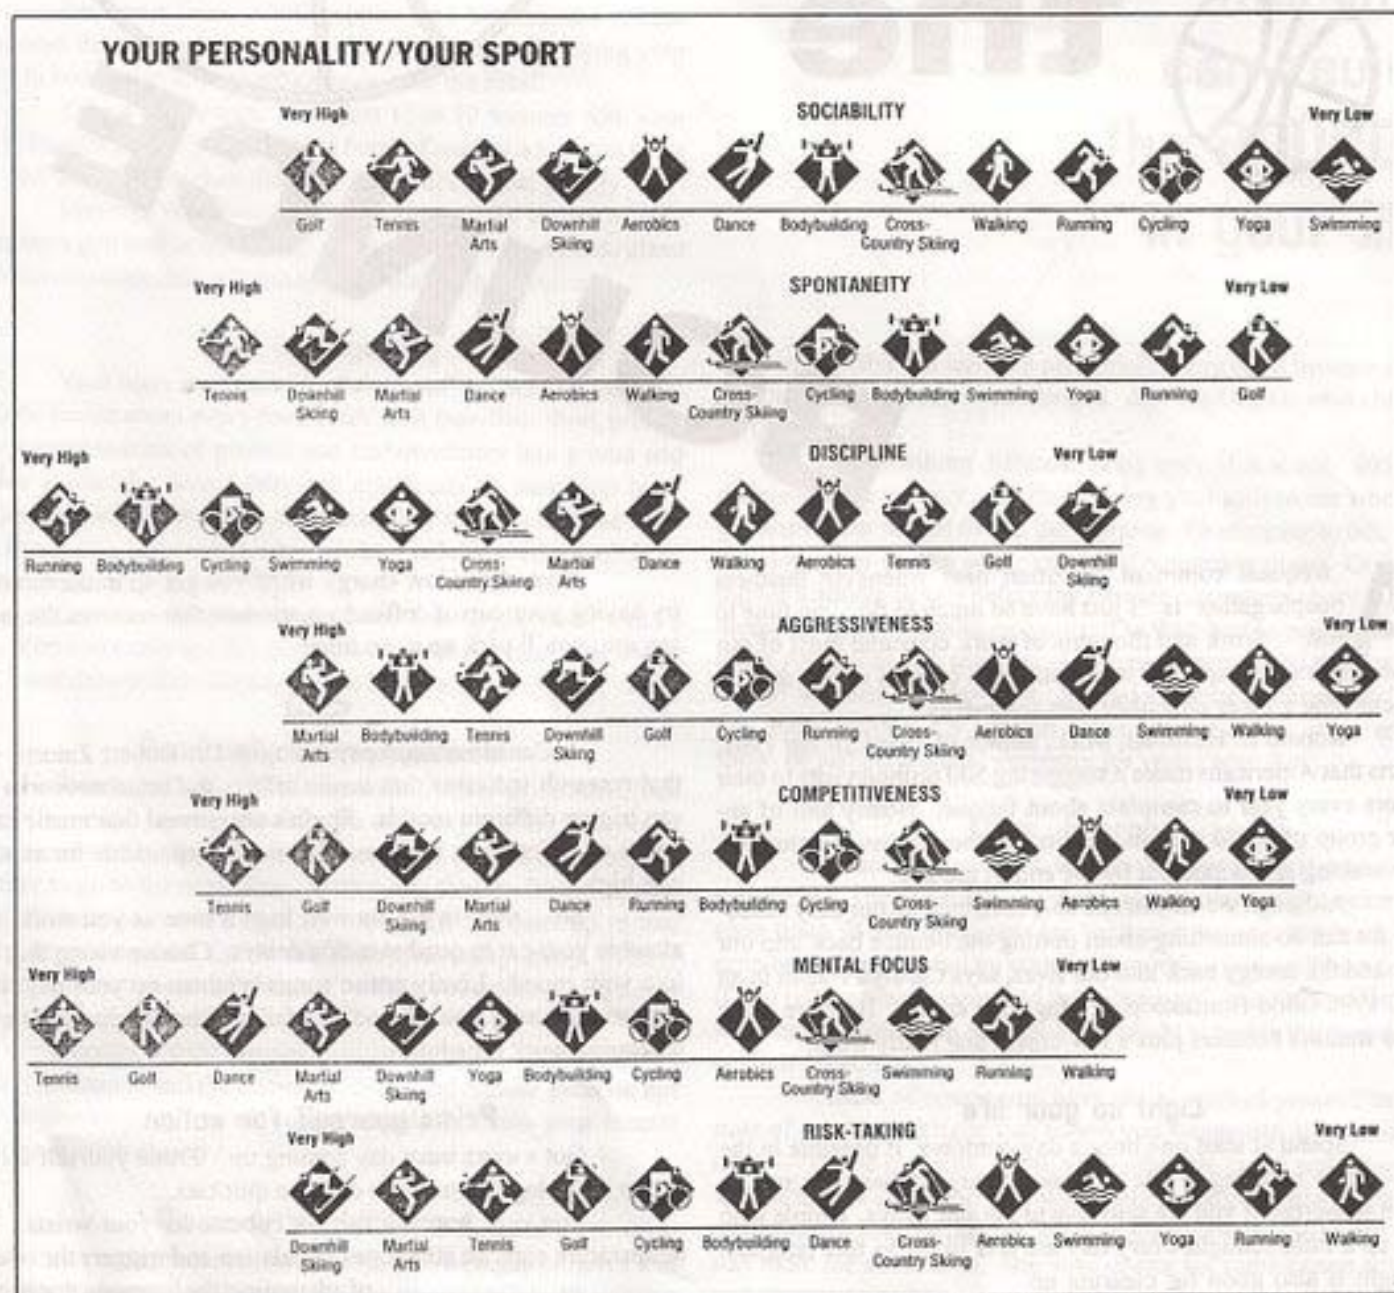 YOUR PERSONALITY/YOUR SPORT
Very High SOCIABILITY Very Low
Golf Tennis Martial Arts Downhill Skiing Aerobics Dance Bodybuilding Cross-Country Skiing Walking Running Cycling Yoga Swimming
Very High SPONTANEITY Very Low
Tennis Downhill Skiing Martial Arts Dance Aerobics Walking Cross-Country Skiing Cycling Bodybuilding Swimming Yoga Running Golf
Very High DISCIPLINE Very Low
Running Bodybuilding Cycling Swimming Yoga Cross-Country Skiing Martial Arts Dance Walking Aerobics Tennis Golf Downhill Skiing
Very High AGGRESSIVENESS Very Low
Martial Arts Bodybuilding Tennis Downhill Skiing Golf Cycling Running Cross-Country Skiing Aerobics Dance Swimming Walking Yoga
Very High COMPETITIVENESS Very Low
Tennis Golf Downhill Skiing Martial Arts Dance Running Bodybuilding Cycling Cross-Country Skiing Swimming Aerobics Walking Yoga
Very High MENTAL FOCUS Very Low
Tennis Golf Dance Martial Arts Downhill Skiing Yoga Bodybuilding Cycling Aerobics Cross-Country Skiing Swimming Running Walking
Very High RISK-TAKING Very Low
Downhill Skiing Martial Arts Tennis Golf Cycling Bodybuilding Dance Cross-Country Skiing Aerobics Swimming Yoga Running Walking